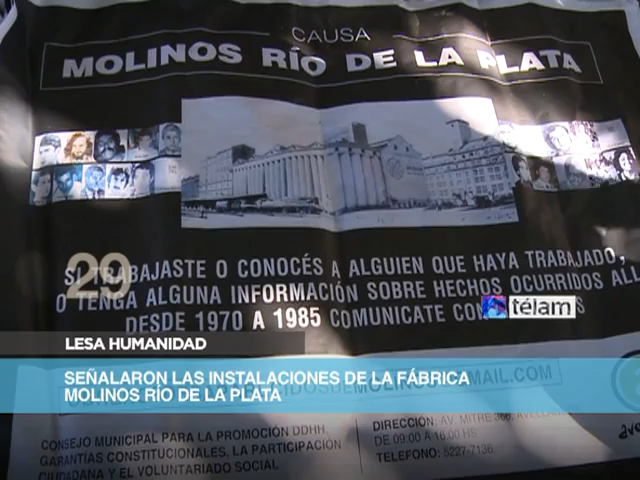 CAUSA
MOLINOS RÍO DE LA PLATA
29
SI TRABAJASTE O CONOCÉS A ALGUIEN QUE HAYA TRABAJADO,
O TENGA ALGUNA INFORMACIÓN SOBRE HECHOS OCURRIDOS ALL
DESDE 1970 A 1985 COMUNICATE CON
télam
LESA HUMANIDAD
SEÑALARON LAS INSTALACIONES DE LA FÁBRICA
MOLINOS RÍO DE LA PLATA
CONSEJO MUNICIPAL PARA LA PROMOCIÓN DDHH,
GARANTÍAS CONSTITUCIONALES, LA PARTICIPACIÓN
CIUDADANA Y EL VOLUNTARIADO SOCIAL
DIRECCIÓN: AV. MITRE 366,
DE 09:00 A 16:00 HS
TELÉFONO: 5227-7136